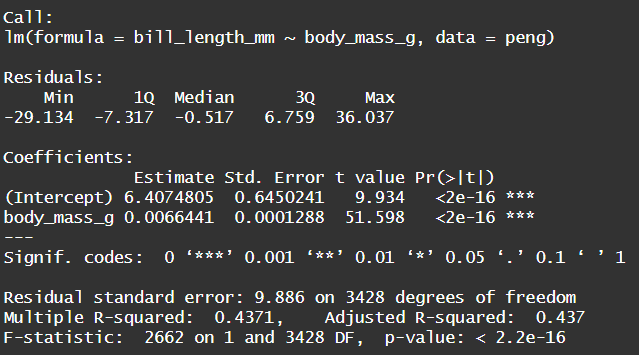 Call:
lm(formula = bill_length_mm ~ body_mass_g, data = peng)
Residuals:
    Min      1Q  Median      3Q     Max
-29.134  -7.317  -0.517   6.759  36.037
Coefficients:
             Estimate Std. Error t value Pr(>|t|)
(Intercept) 6.4074805  0.6450241   9.934   <2e-16 ***
body_mass_g 0.0066441  0.0001288  51.598   <2e-16 ***
---
Signif. codes:  0 ‘***’ 0.001 ‘**’ 0.01 ‘*’ 0.05 ‘.’ 0.1 ‘ ’ 1
Residual standard error: 9.886 on 3428 degrees of freedom
Multiple R-squared:  0.4371,    Adjusted R-squared:  0.437
F-statistic:  2662 on 1 and 3428 DF,  p-value: < 2.2e-16